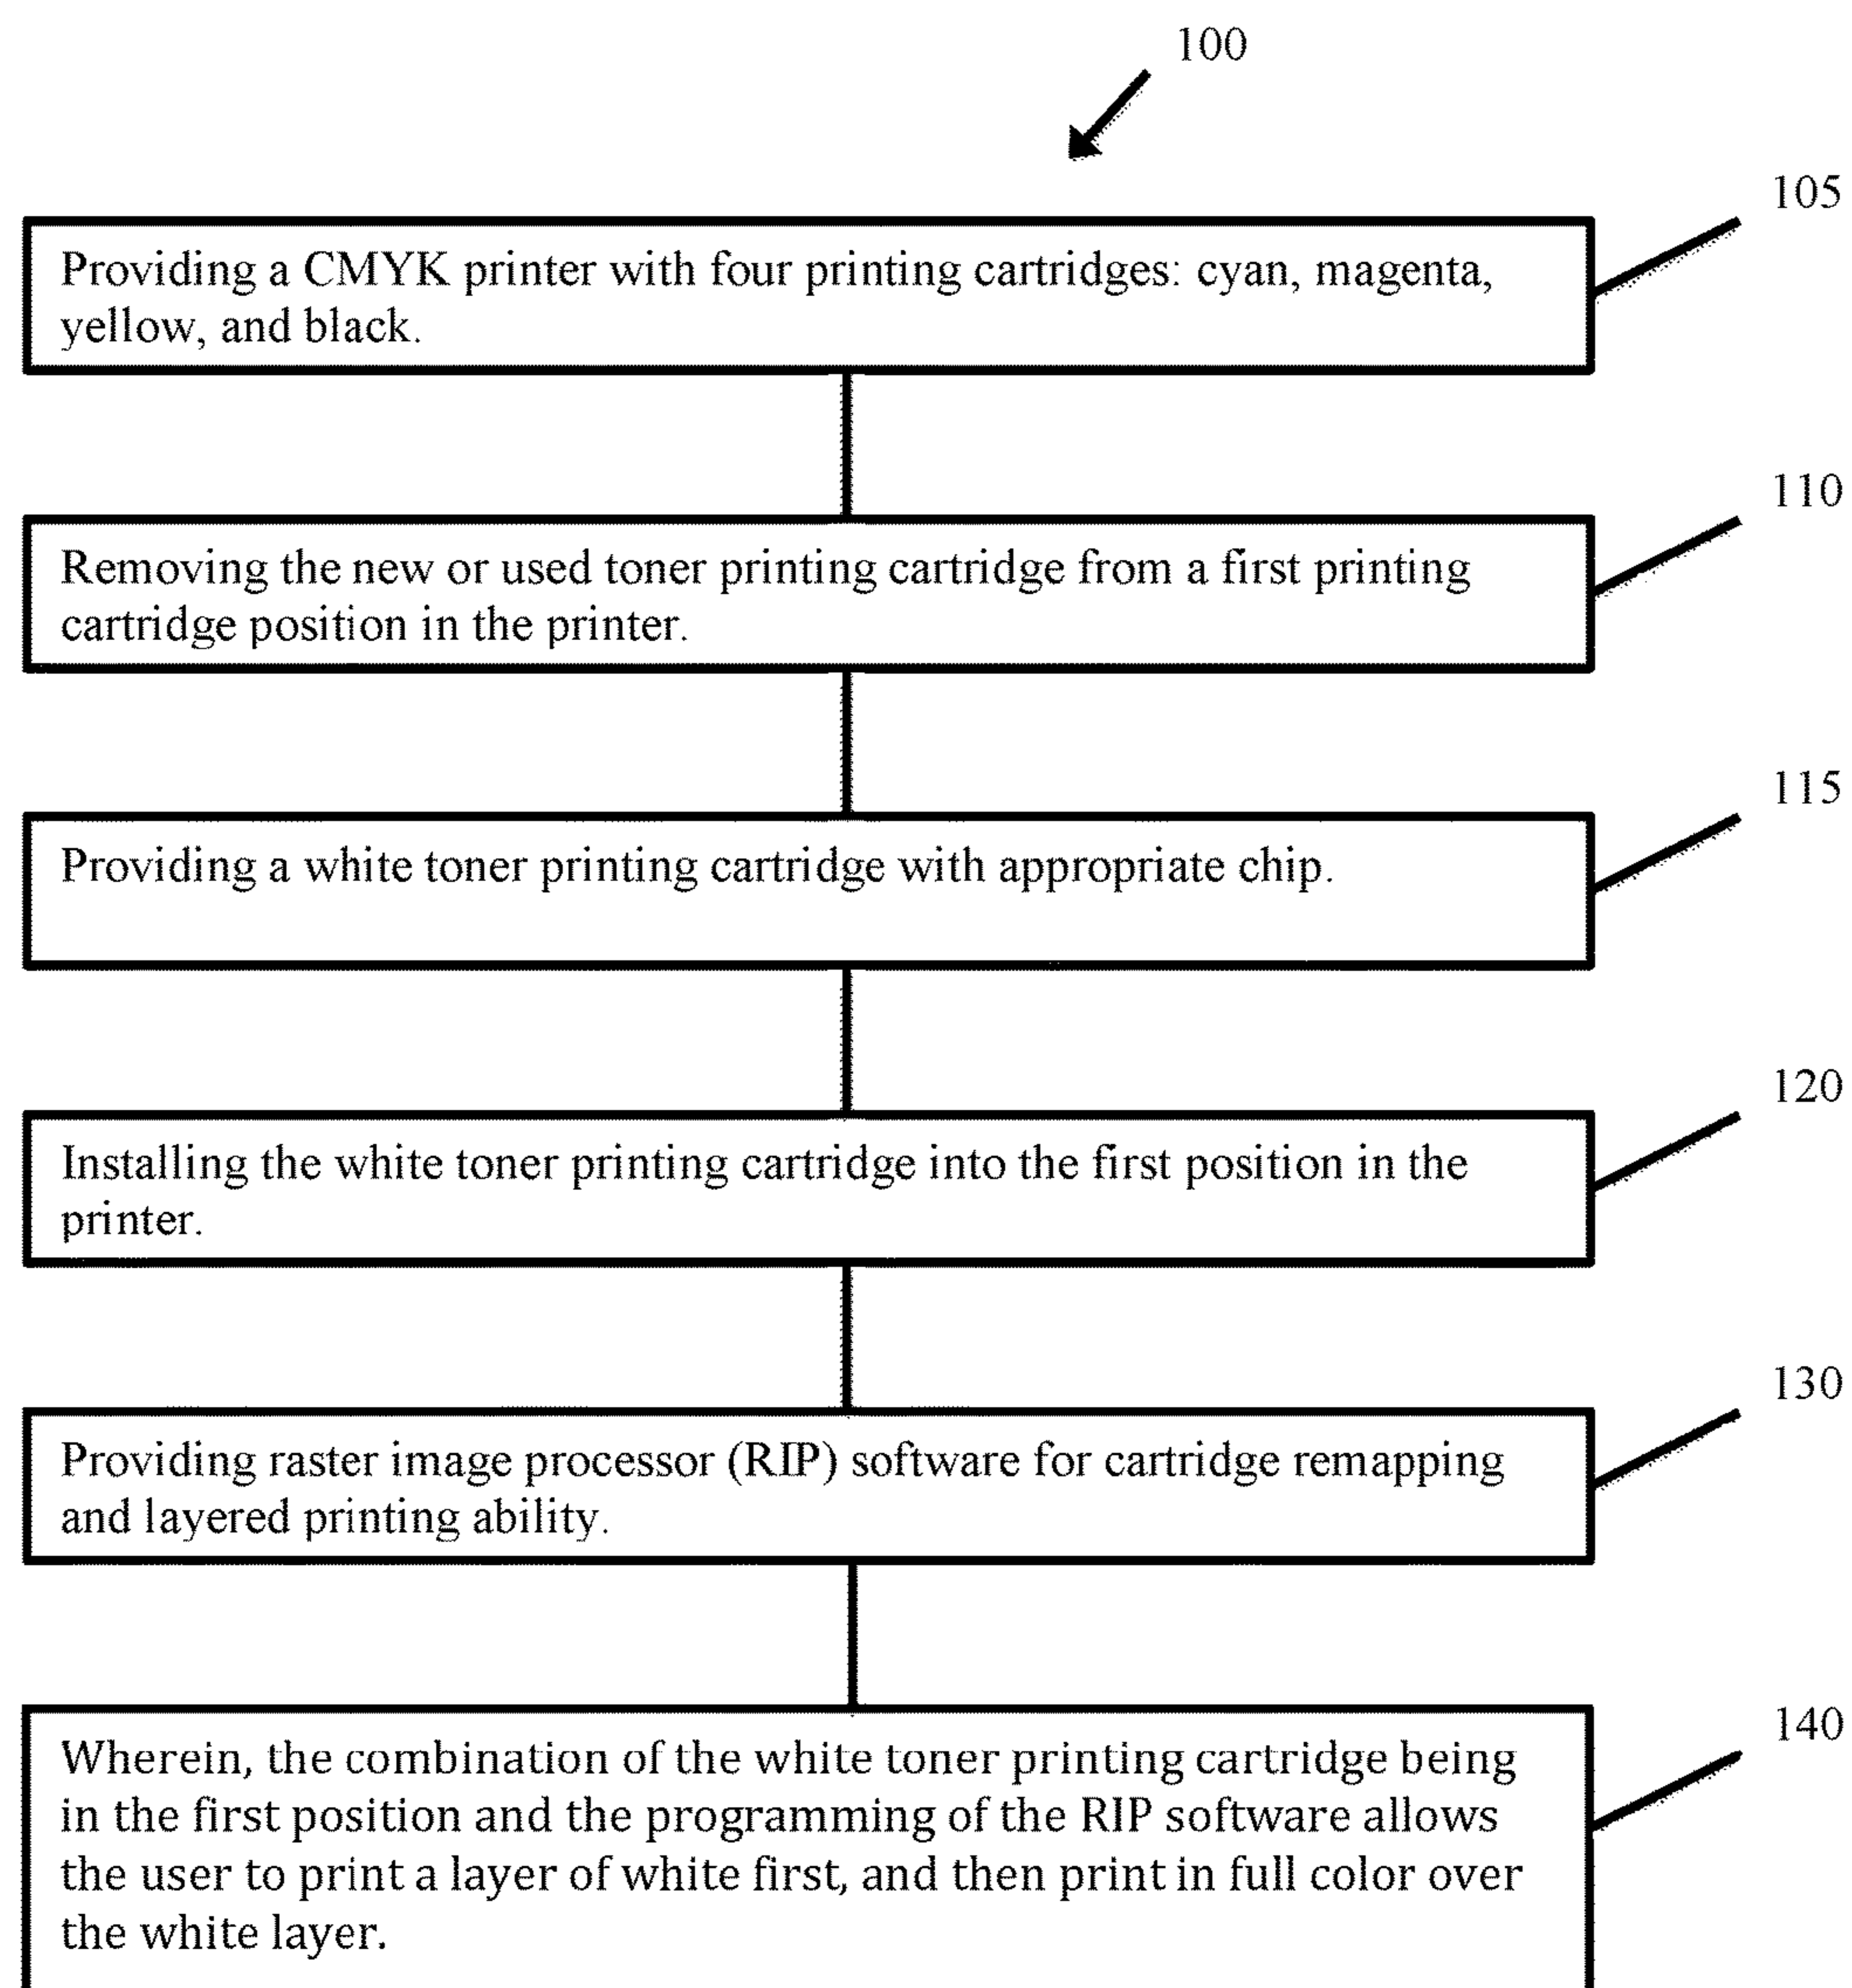 100
105
Providing a CMYK printer with four printing cartridges: cyan, magenta,
yellow, and black.
110
Removing the new or used toner printing cartridge from a first printing
cartridge position in the printer.
115
Providing a white toner printing cartridge with appropriate chip.
120
Installing the white toner printing cartridge into the first position in the
printer.
130
Providing raster image processor (RIP) software for cartridge remapping
and layered printing ability.
140
Wherein, the combination of the white toner printing cartridge being
in the first position and the programming of the RIP software allows
the user to print a layer of white first, and then print in full color over
the white layer.